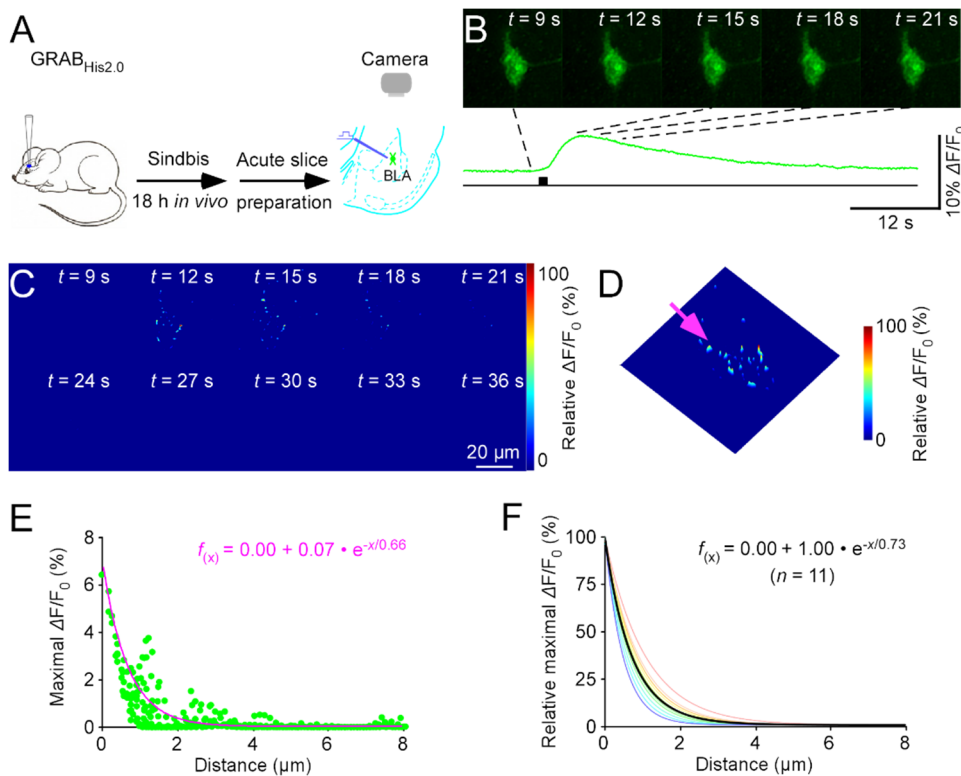 A
GRAB_His2.0
Sindbis
18 h in vivo
Acute slice
preparation
Camera
BLA
B
t = 9 s
t = 12 s
t = 15 s
t = 18 s
t = 21 s
10% ΔF/F₀
12 s
C
t = 9 s
t = 12 s
t = 15 s
t = 18 s
t = 21 s
t = 24 s
t = 27 s
t = 30 s
t = 33 s
t = 36 s
20 µm
100
0
Relative ΔF/F₀ (%)
D
100
0
Relative ΔF/F₀ (%)
E
f(x) = 0.00 + 0.07 • e^-x/0.66
Maximal ΔF/F₀ (%)
8
6
4
2
0
0 2 4 6 8
Distance (µm)
F
f(x) = 0.00 + 1.00 • e^-x/0.73
(n = 11)
Relative maximal ΔF/F₀ (%)
100
75
50
25
0
0 2 4 6 8
Distance (µm)